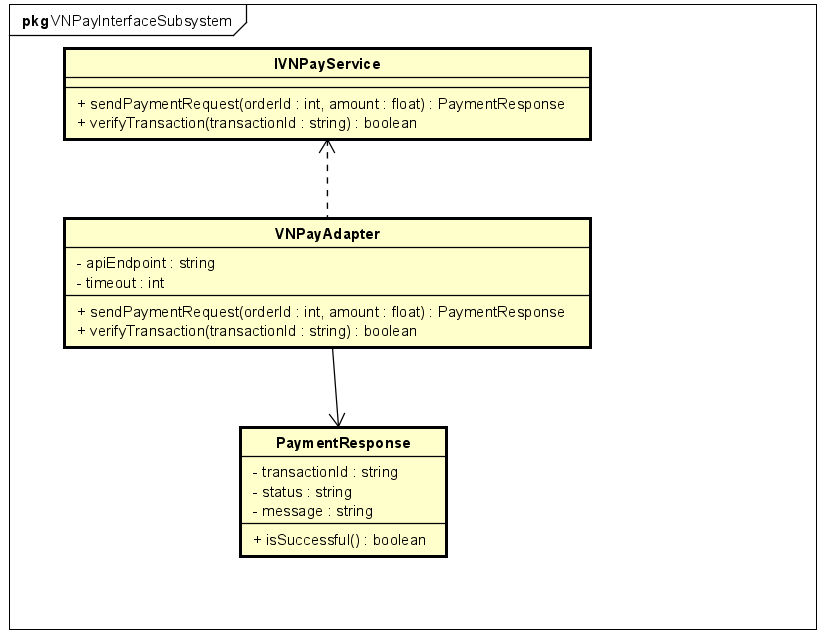 pkg VNPayInterfaceSubsystem
IVNPayService
+ sendPaymentRequest(orderId : int, amount : float) : PaymentResponse
+ verifyTransaction(transactionId : string) : boolean
VNPayAdapter
- apiEndpoint : string
- timeout : int
+ sendPaymentRequest(orderId : int, amount : float) : PaymentResponse
+ verifyTransaction(transactionId : string) : boolean
PaymentResponse
- transactionId : string
- status : string
- message : string
+ isSuccessful() : boolean